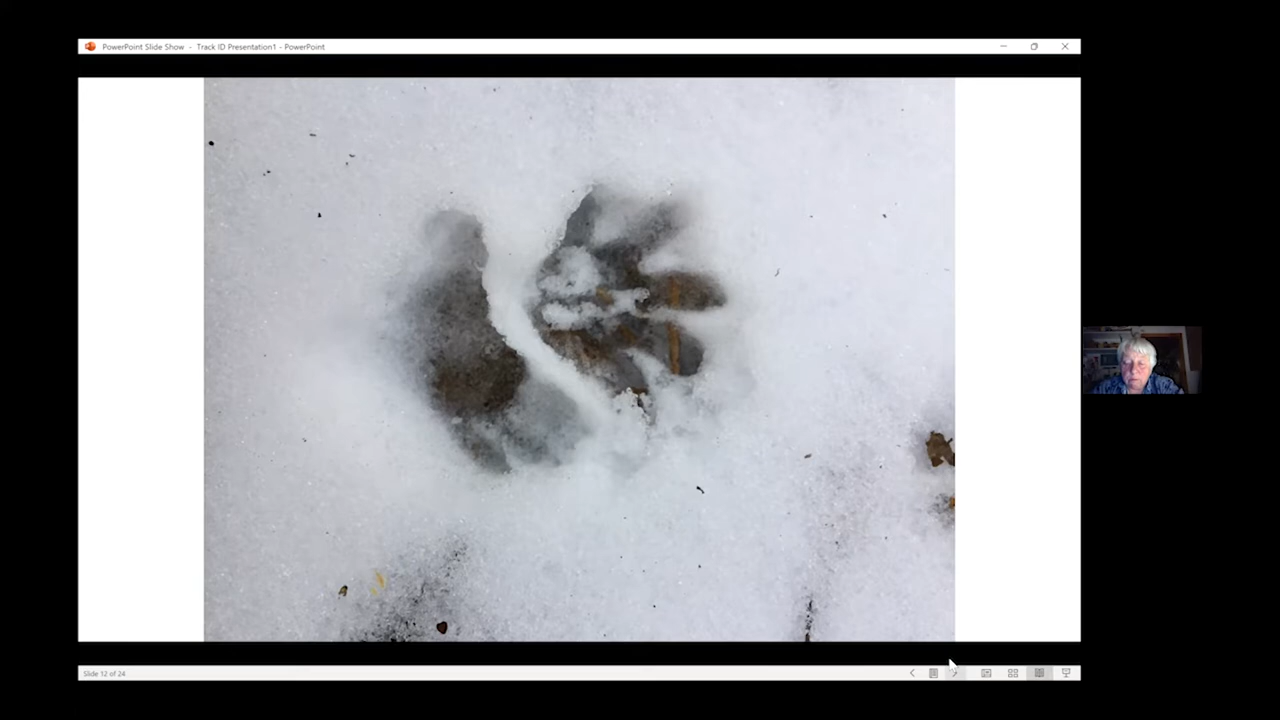 PowerPoint Slide Show - Track ID Presentation1 - PowerPoint
Slide 12 of 24